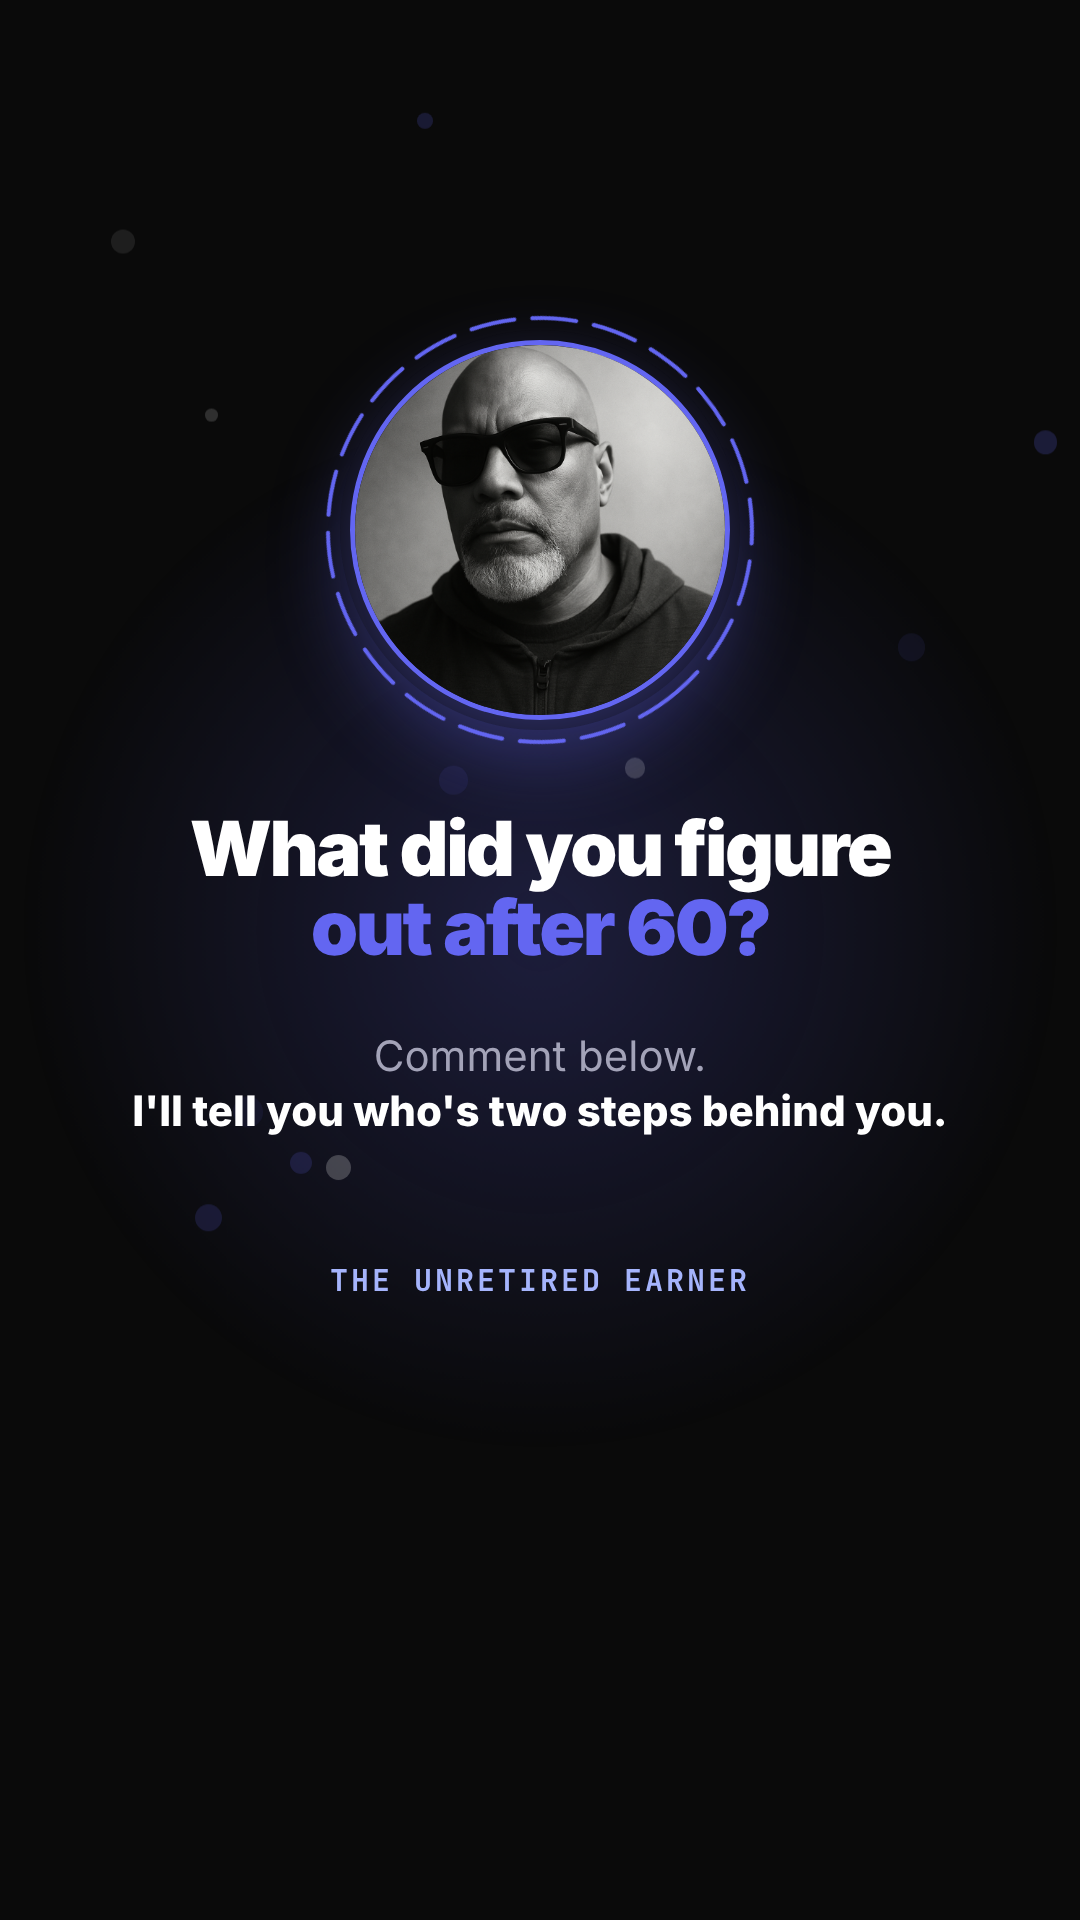 What did you figure
out after 60?
Comment below.
I'll tell you who's two steps behind you.
THE UNRETIRED EARNER